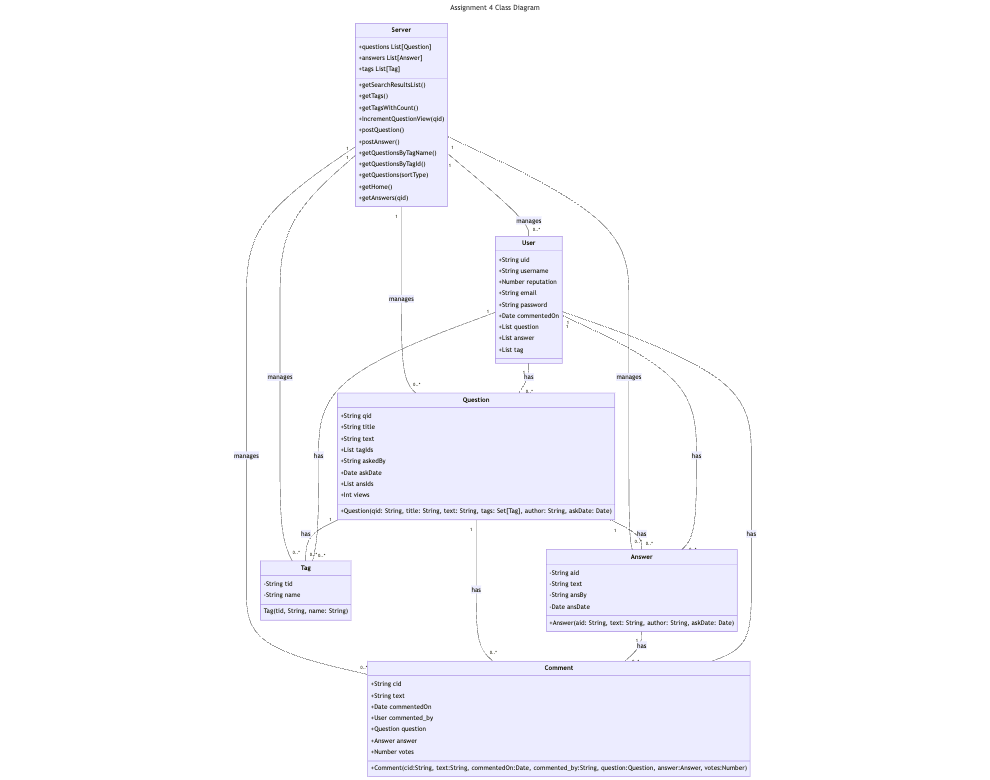 Assignment 4 Class Diagram
Server
+questions List[Question]
+answers List[Answer]
+tags List[Tag]
+getSearchResultsList()
+getTags()
+getTagsWithCount()
+IncrementQuestionView(qid)
+postQuestion()
+postAnswer()
+getQuestionsByTagName()
+getQuestionsByTagId()
+getQuestions(sortType)
+getHome()
+getAnswers(qid)
1
1
1
1
1
manages
0..*
User
+String uid
+String username
+Number reputation
+String email
+String password
+Date commentedOn
+List question
+List answer
+List tag
manages
1
1
1
manages
manages
has
0..*
0..*
Question
+String qid
+String title
+String text
+List tagIds
+String askedBy
+Date askDate
+List ansIds
+Int views
+Question(qid: String, title: String, text: String, tags: Set[Tag], author: String, askDate: Date)
manages
has
has
1
1
1
has
has
has
0..*
0..*
0..*
0..*
0..*
Tag
-String tid
-String name
Tag(tid, String, name: String)
Answer
-String aid
-String text
-String ansBy
-Date ansDate
+Answer(aid: String, text: String, author: String, askDate: Date)
has
1
has
0..*
0..*
Comment
+String cid
+String text
+Date commentedOn
+User commented_by
+Question question
+Answer answer
+Number votes
+Comment(cid:String, text:String, commentedOn:Date, commented_by:String, question:Question, answer:Answer, votes:Number)